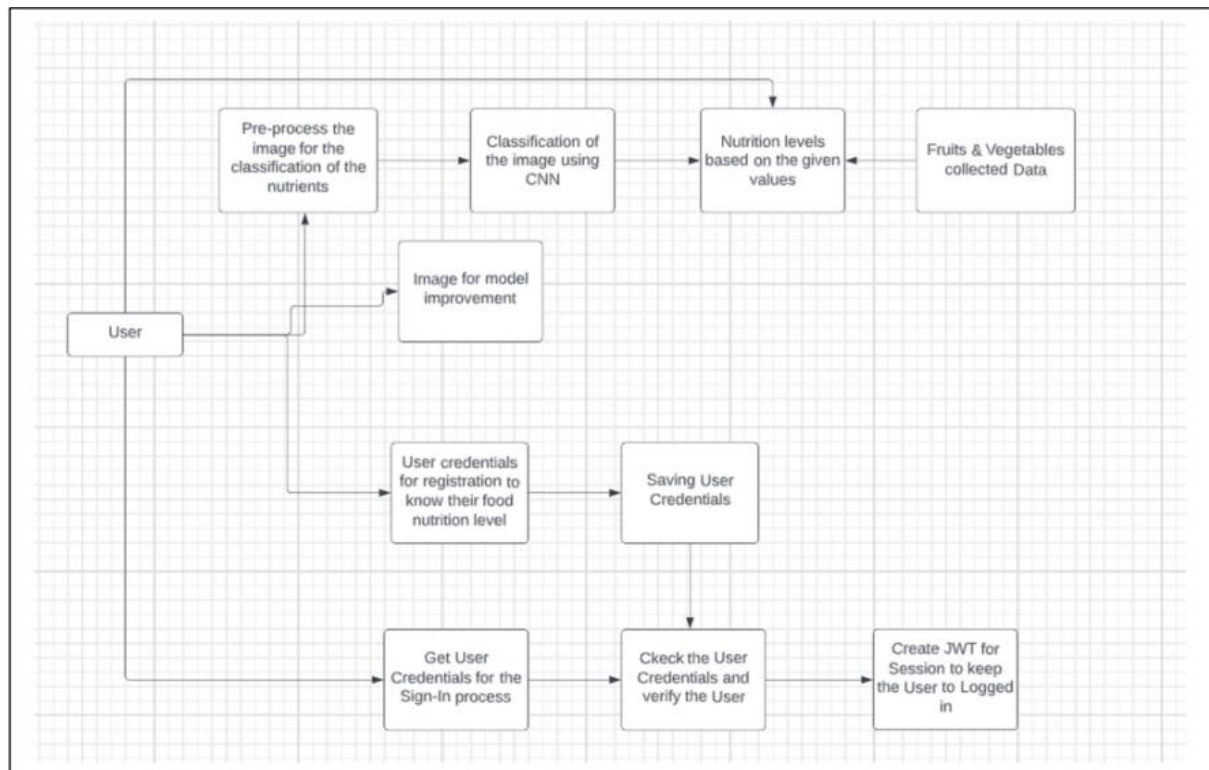 Pre-process the
image for the
classification of the
nutrients
Classification of
the image using
CNN
Nutrition levels
based on the given
values
Fruits & Vegetables
collected Data
Image for model
improvement
User
User credentials
for registration to
know their food
nutrition level
Saving User
Credentials
Get User
Credentials for the
Sign-In process
Ckeck the User
Credentials and
verify the User
Create JWT for
Session to keep
the User to Logged
in